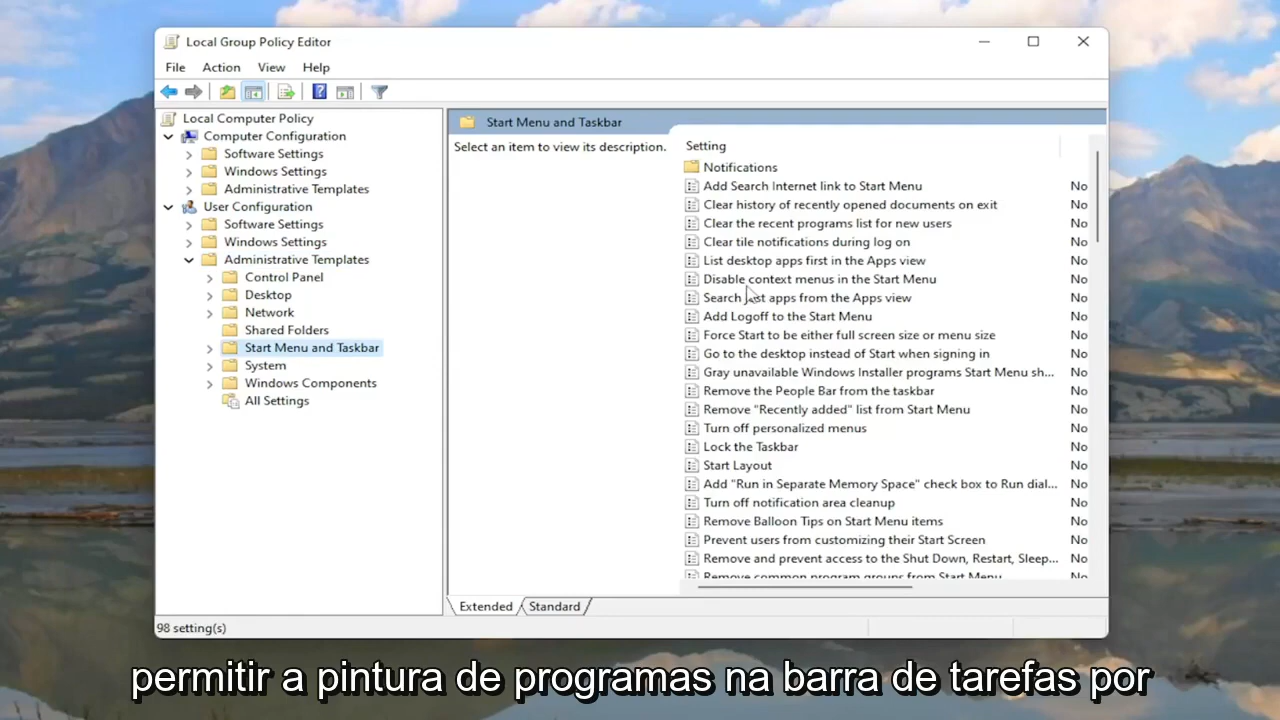 Local Group Policy Editor
File Action View Help
Local Computer Policy
Computer Configuration
Software Settings
Windows Settings
Administrative Templates
User Configuration
Software Settings
Windows Settings
Administrative Templates
Control Panel
Desktop
Network
Shared Folders
Start Menu and Taskbar
System
Windows Components
All Settings
Start Menu and Taskbar
Select an item to view its description.
Setting
Notifications
Add Search Internet link to Start Menu No
Clear history of recently opened documents on exit No
Clear the recent programs list for new users No
Clear tile notifications during log on No
List desktop apps first in the Apps view No
Disable context menus in the Start Menu No
Search just apps from the Apps view No
Add Logoff to the Start Menu No
Force Start to be either full screen size or menu size No
Go to the desktop instead of Start when signing in No
Gray unavailable Windows Installer programs Start Menu sh... No
Remove the People Bar from the taskbar No
Remove "Recently added" list from Start Menu No
Turn off personalized menus No
Lock the Taskbar No
Start Layout No
Add "Run in Separate Memory Space" check box to Run dial... No
Turn off notification area cleanup No
Remove Balloon Tips on Start Menu items No
Prevent users from customizing their Start Screen No
Remove and prevent access to the Shut Down, Restart, Sleep... No
Remove common program groups from Start Menu No
Extended Standard
98 setting(s)
permitir a pintura de programas na barra de tarefas por